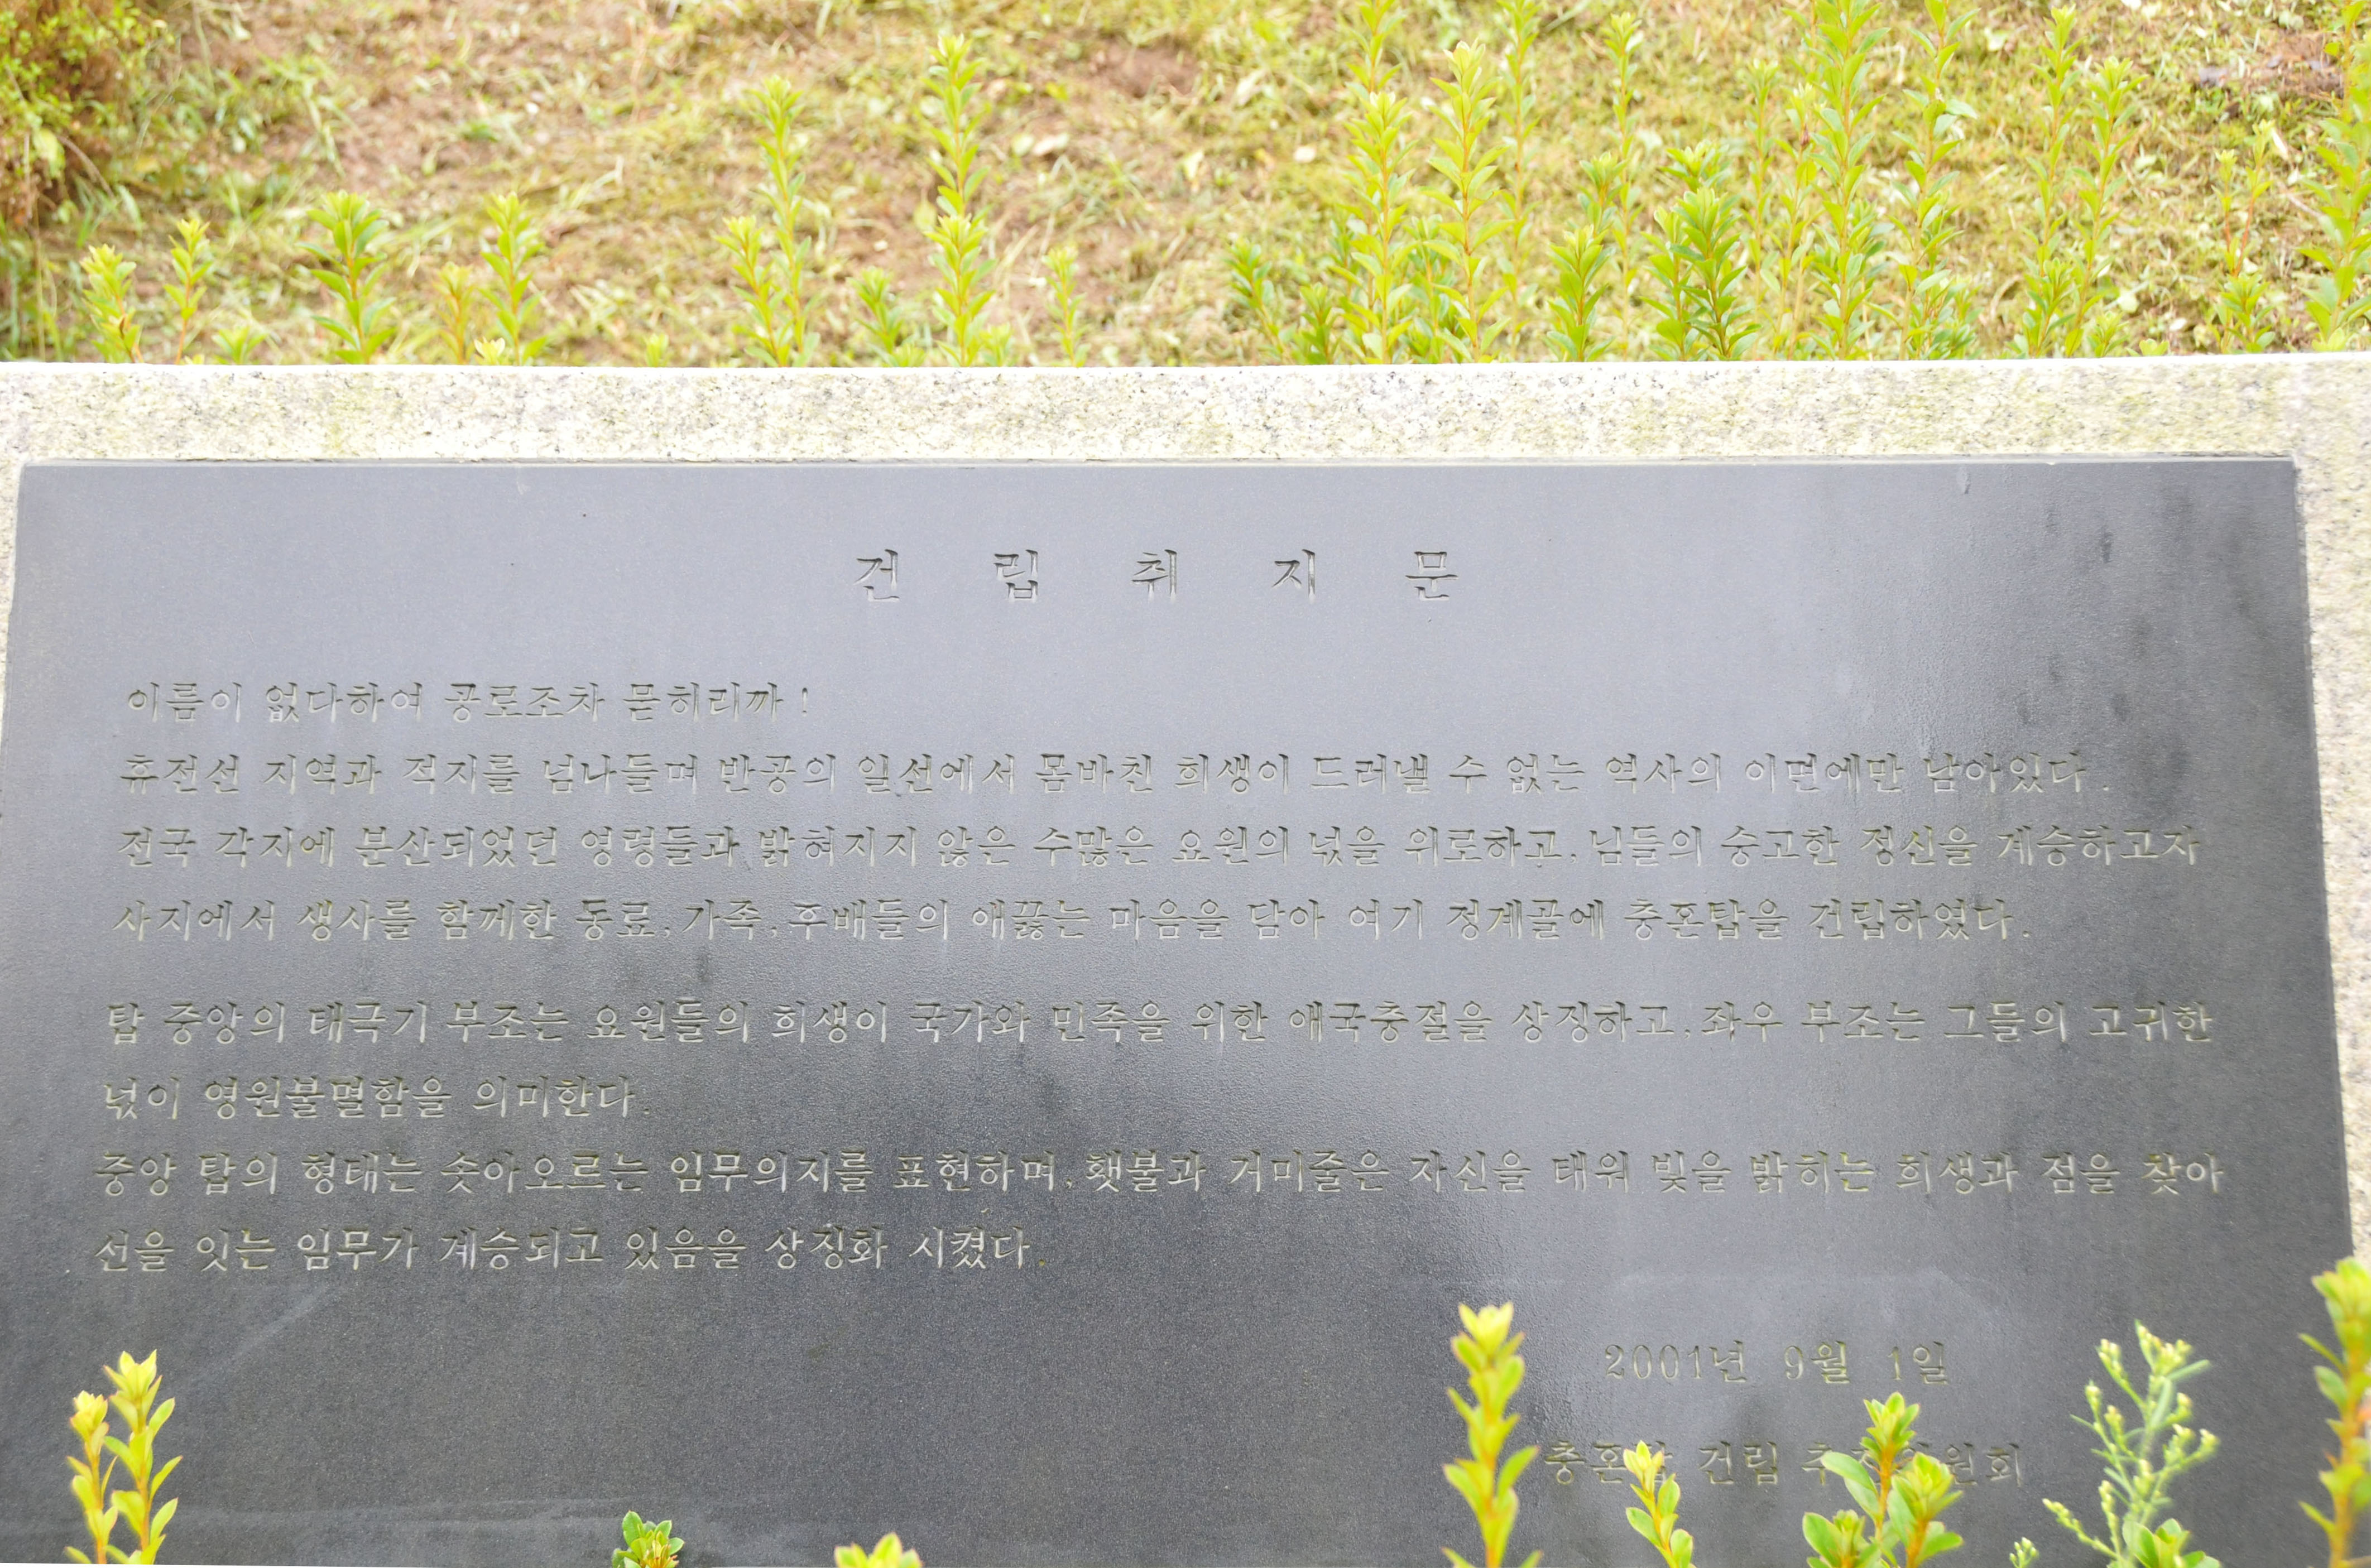 건 립 취 지 문
이름이 없다하여 공로조차 묻히리까!
휴전선 지역과 적지를 넘나들며 반공의 일선에서 몸바친 희생이 드러낼 수 없는 역사의 이면에만 남아있다.
전국 각지에 분산되었던 영령들과 밝혀지지 않은 수많은 요원의 넋을 위로하고, 님들의 숭고한 정신을 계승하고자
사지에서 생사를 함께한 동료, 가족, 후배들의 애끓는 마음을 담아 여기 청계골에 충혼탑을 건립하였다.
탑 중앙의 태극기 부조는 요원들의 희생이 국가와 민족을 위한 애국충절을 상징하고, 좌우 부조는 그들의 고귀한
넋이 영원불멸함을 의미한다.
중앙 탑의 형태는 솟아오르는 임무의지를 표현하며, 횃불과 거미줄은 자신을 태워 빛을 밝히는 희생과 점을 찾아
선을 잇는 임무가 계승되고 있음을 상징화 시켰다.
2001년 9월 1일
충혼탑 건립